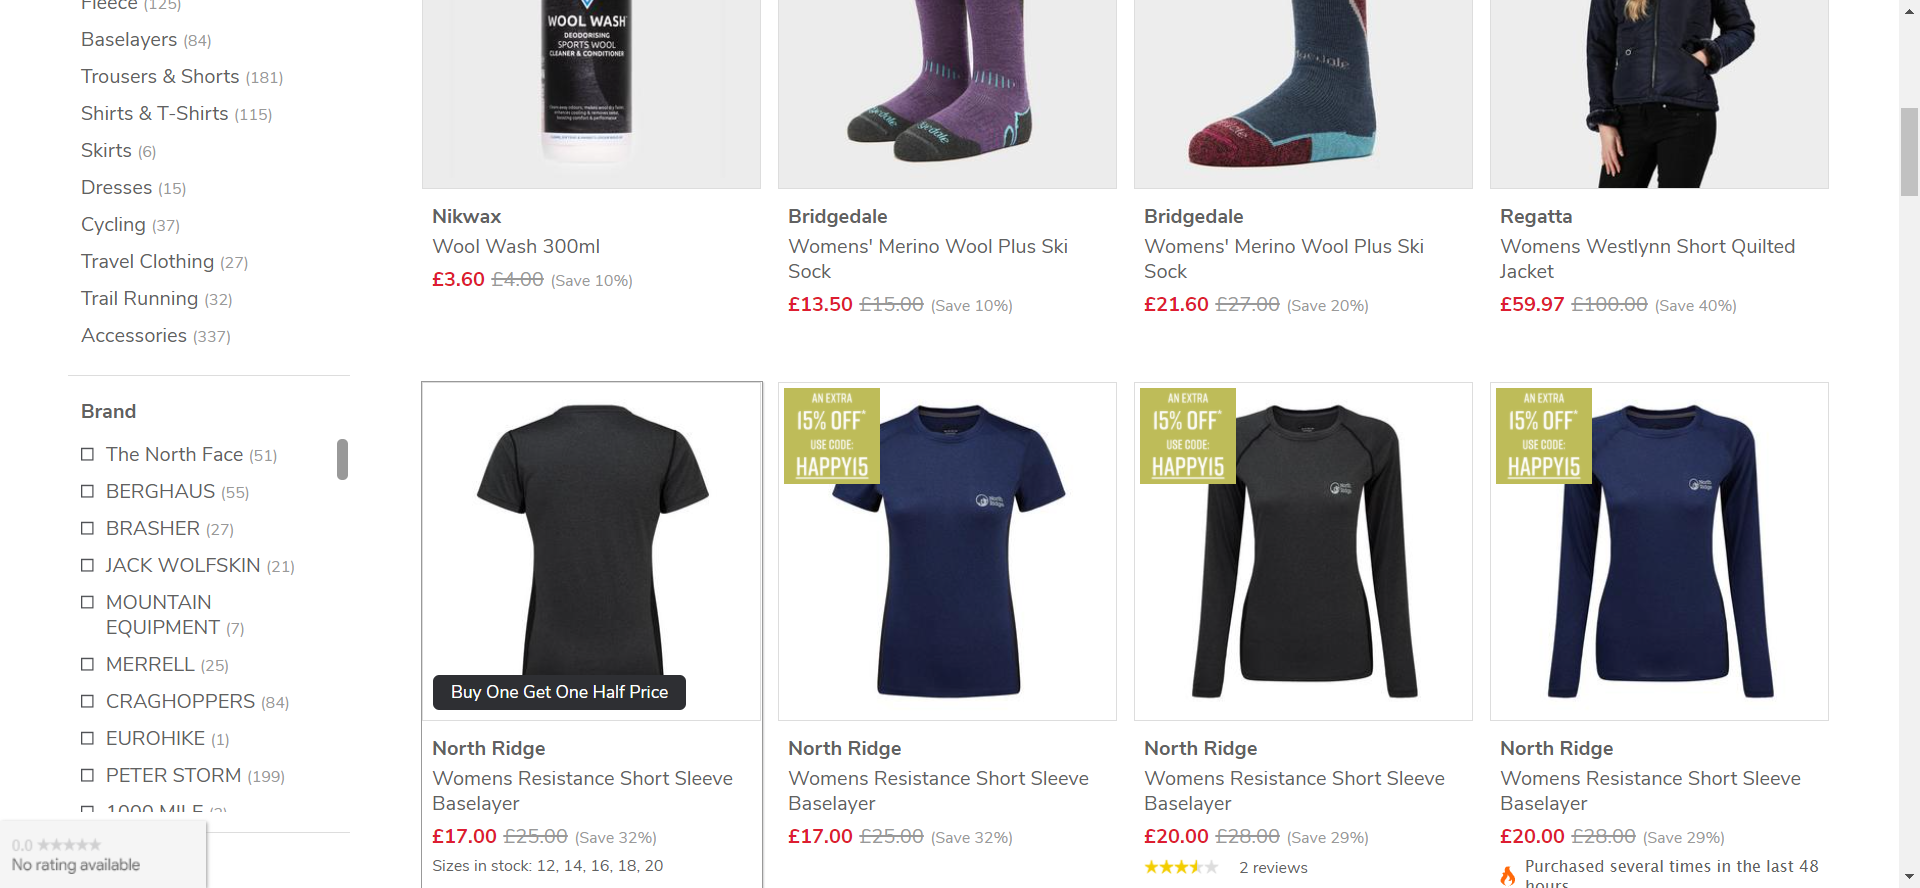 Fleece (125)
Baselayers (84)
Trousers & Shorts (181)
Shirts & T-Shirts (115)
Skirts (6)
Dresses (15)
Cycling (37)
Travel Clothing (27)
Trail Running (32)
Accessories (337)
Brand
The North Face (51)
BERGHAUS (55)
BRASHER (27)
JACK WOLFSKIN (21)
MOUNTAIN
EQUIPMENT (7)
MERRELL (25)
CRAGHOPPERS (84)
EUROHIKE (1)
PETER STORM (199)
1000 MILE
0.0
No rating available
WOOL WASH
DEODORISING
SPORTS WOOL
CLEANER & CONDITIONER
Nikwax
Wool Wash 300ml
£3.60 £4.00 (Save 10%)
Bridgedale
Womens' Merino Wool Plus Ski
Sock
£13.50 £15.00 (Save 10%)
Bridgedale
Womens' Merino Wool Plus Ski
Sock
£21.60 £27.00 (Save 20%)
Regatta
Womens Westlynn Short Quilted
Jacket
£59.97 £100.00 (Save 40%)
Buy One Get One Half Price
North Ridge
Womens Resistance Short Sleeve
Baselayer
£17.00 £25.00 (Save 32%)
Sizes in stock: 12, 14, 16, 18, 20
AN EXTRA
15% OFF*
USE CODE:
HAPPY15
North
Ridge
North Ridge
Womens Resistance Short Sleeve
Baselayer
£17.00 £25.00 (Save 32%)
AN EXTRA
15% OFF*
USE CODE:
HAPPY15
North
Ridge
North Ridge
Womens Resistance Short Sleeve
Baselayer
£20.00 £28.00 (Save 29%)
2 reviews
AN EXTRA
15% OFF*
USE CODE:
HAPPY15
North
Ridge
North Ridge
Womens Resistance Short Sleeve
Baselayer
£20.00 £28.00 (Save 29%)
Purchased several times in the last 48
hours